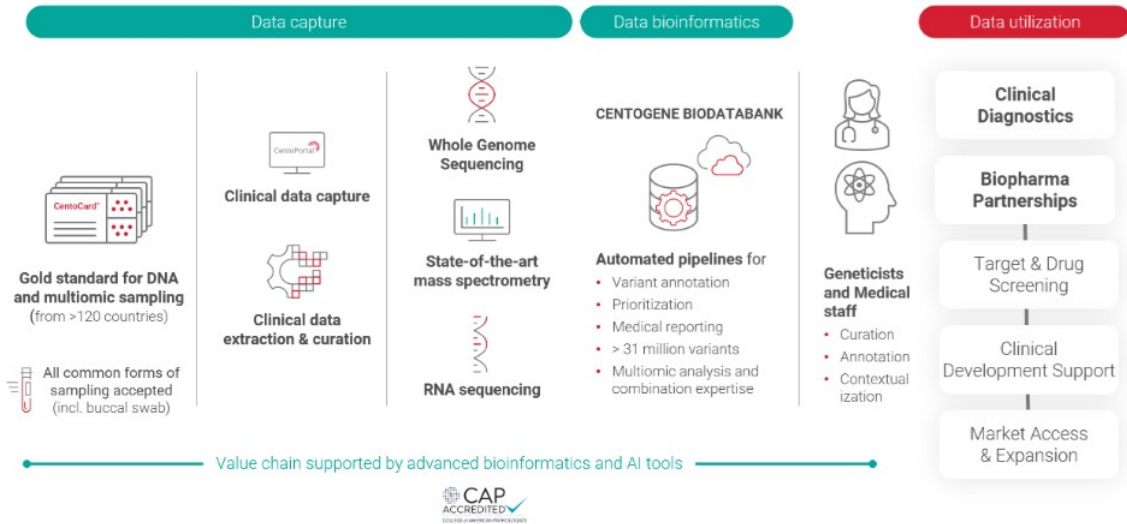 Data capture
Data bioinformatics
Data utilization
CentoCard®
Gold standard for DNA
and multiomic sampling
(from >120 countries)
All common forms of
sampling accepted
(incl. buccal swab)
CentoPortal
Clinical data capture
Clinical data
extraction & curation
Whole Genome
Sequencing
State-of-the-art
mass spectrometry
RNA sequencing
CENTOGENE BIODATABANK
Automated pipelines for
• Variant annotation
• Prioritization
• Medical reporting
• > 31 million variants
• Multiomic analysis and
combination expertise
Geneticists
and Medical
staff
• Curation
• Annotation
• Contextual
ization
Clinical
Diagnostics
Biopharma
Partnerships
Target & Drug
Screening
Clinical
Development Support
Market Access
& Expansion
Value chain supported by advanced bioinformatics and AI tools
CAP
ACCREDITED
COLLEGE of AMERICAN PATHOLOGISTS